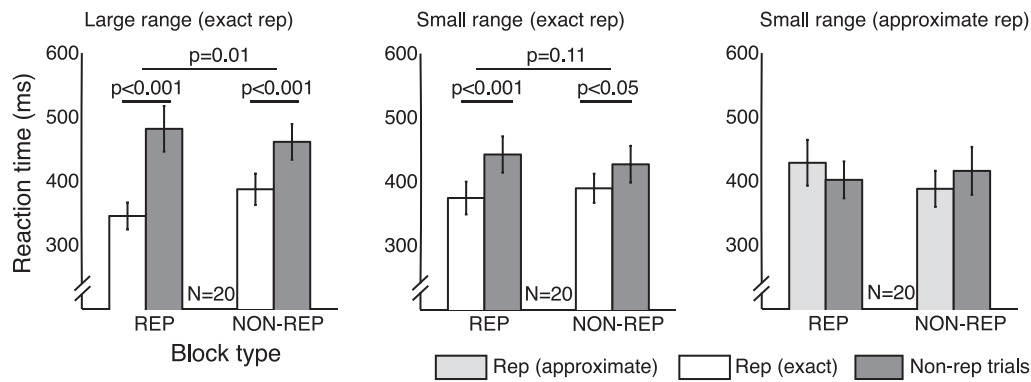 Large range (exact rep)
600
p=0.01
p<0.001 p<0.001
500
400
300
Reaction time (ms)
N=20
REP NON-REP
Block type
Small range (exact rep)
600
p=0.11
p<0.001 p<0.05
500
400
300
N=20
REP NON-REP
Small range (approximate rep)
600
500
400
300
N=20
REP NON-REP
Rep (approximate) Rep (exact) Non-rep trials